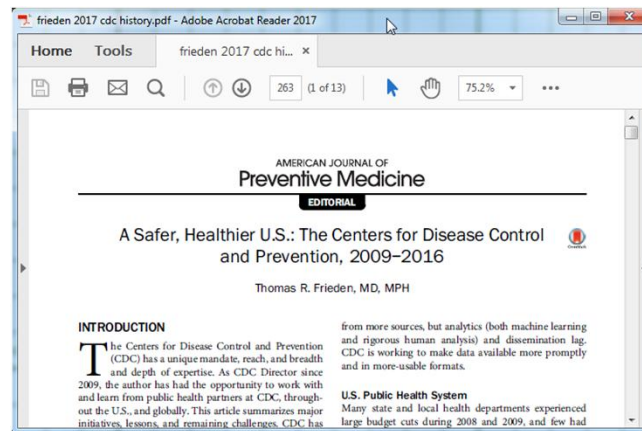 frieden 2017 cdc history.pdf - Adobe Acrobat Reader 2017
Home Tools frieden 2017 cdc hi... ×
263 (1 of 13) 75.2%
AMERICAN JOURNAL OF
Preventive Medicine
EDITORIAL
A Safer, Healthier U.S.: The Centers for Disease Control
and Prevention, 2009–2016
CrossMark
Thomas R. Frieden, MD, MPH
INTRODUCTION
The Centers for Disease Control and Prevention
(CDC) has a unique mandate, reach, and breadth
and depth of expertise. As CDC Director since
2009, the author has had the opportunity to work with
and learn from public health partners at CDC, through-
out the U.S., and globally. This article summarizes major
initiatives, lessons, and remaining challenges. CDC has
from more sources, but analytics (both machine learning
and rigorous human analysis) and dissemination lag.
CDC is working to make data available more promptly
and in more-usable formats.
U.S. Public Health System
Many state and local health departments experienced
large budget cuts during 2008 and 2009, and few had